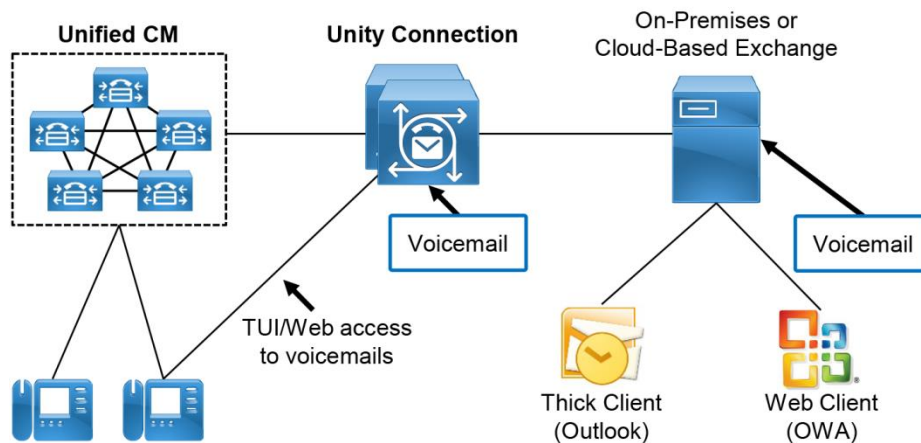 Unified CM
Unity Connection
On-Premises or
Cloud-Based Exchange
Voicemail
Voicemail
TUI/Web access
to voicemails
Thick Client
(Outlook)
Web Client
(OWA)